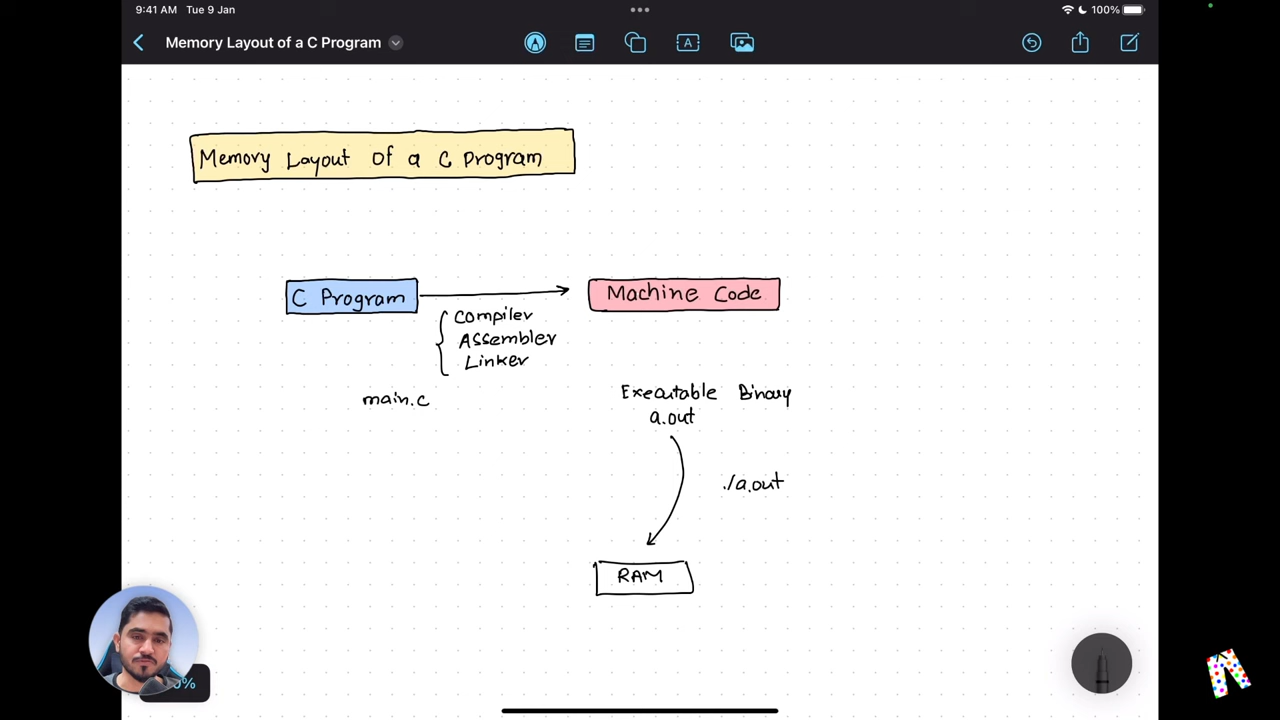 9:41 AM Tue 9 Jan
100%
Memory Layout of a C Program
A
Memory Layout Of a C Program
C Program
Machine Code
Compiler
Assembler
Linker
main.c
Executable Binary
a.out
./a.out
RAM
%